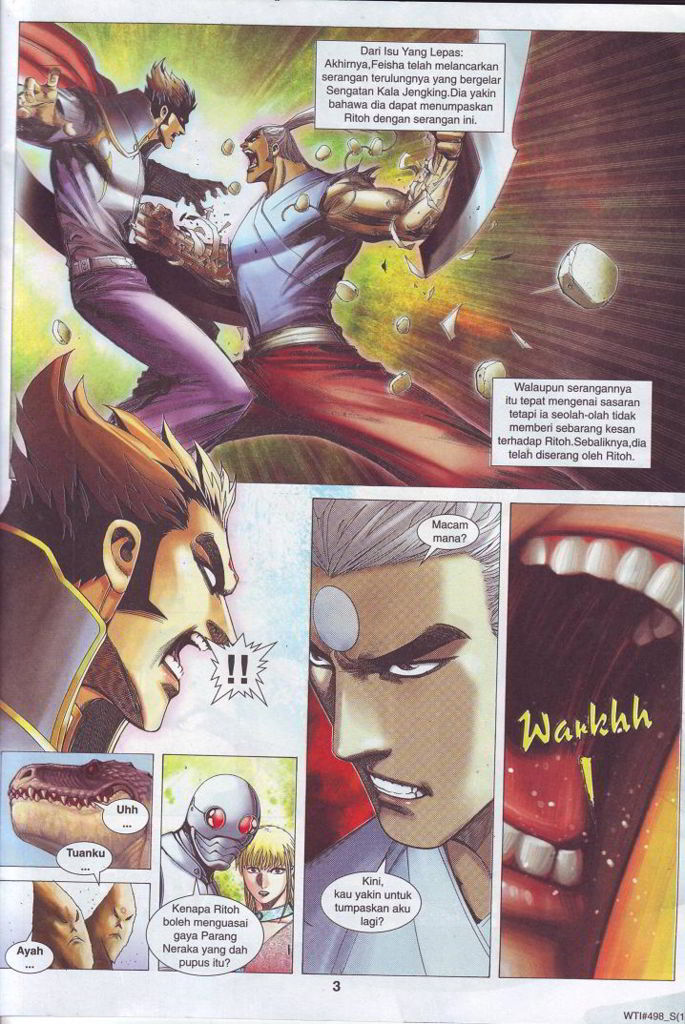 Dari Isu Yang Lepas:
Akhirnya,Feisha telah melancarkan
serangan terulungnya yang bergelar
Sengatan Kala Jengking.Dia yakin
bahawa dia dapat menumpaskan
Ritoh dengan serangan ini.
Walaupun serangannya
itu tepat mengenai sasaran
tetapi ia seolah-olah tidak
memberi sebarang kesan
terhadap Ritoh.Sebaliknya,dia
telah diserang oleh Ritoh.
!!
Macam
mana?
Kini,
kau yakin untuk
tumpaskan aku
lagi?
Warkhh
!
Uhh
...
Tuanku
...
Ayah
...
Kenapa Ritoh
boleh menguasai
gaya Parang
Neraka yang dah
pupus itu?
3
WTI#498_S(1